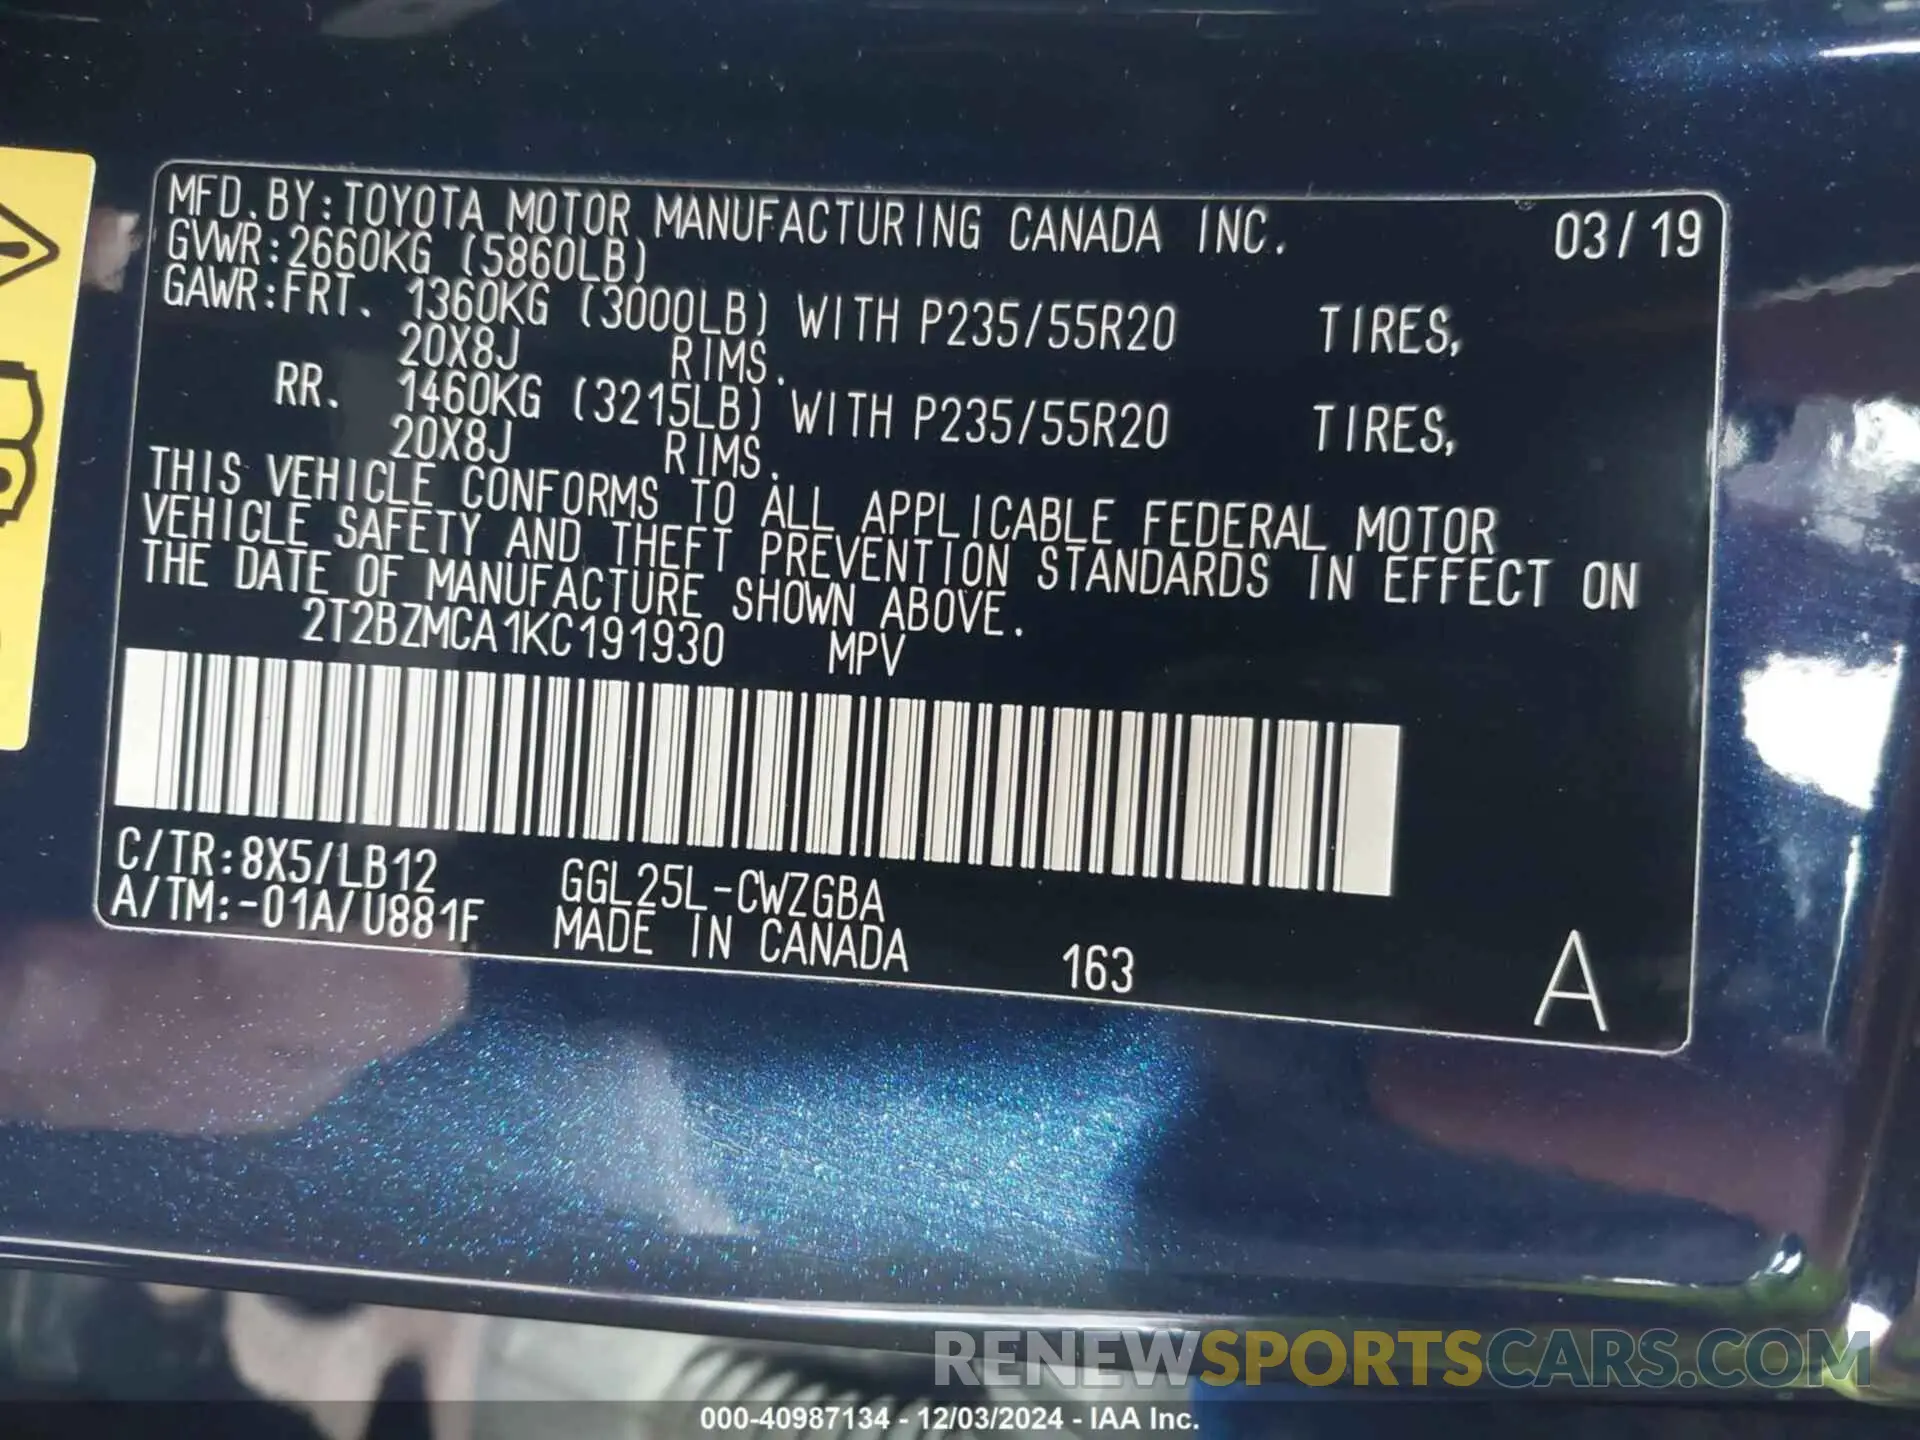 MFD.BY:TOYOTA MOTOR MANUFACTURING CANADA INC. 03/19
GVWR:2660KG (5860LB)
GAWR:FRT. 1360KG (3000LB) WITH P235/55R20 TIRES,
20X8J RIMS.
RR. 1460KG (3215LB) WITH P235/55R20 TIRES,
20X8J RIMS.
THIS VEHICLE CONFORMS TO ALL APPLICABLE FEDERAL MOTOR
VEHICLE SAFETY AND THEFT PREVENTION STANDARDS IN EFFECT ON
THE DATE OF MANUFACTURE SHOWN ABOVE.
2T2BZMCA1KC191930 MPV
C/TR:8X5/LB12 GGL25L-CWZGBA
A/TM:-01A/U881F MADE IN CANADA 163 A
RENEWSPORTSCARS.COM
000-40987134 - 12/03/2024 - IAA Inc.